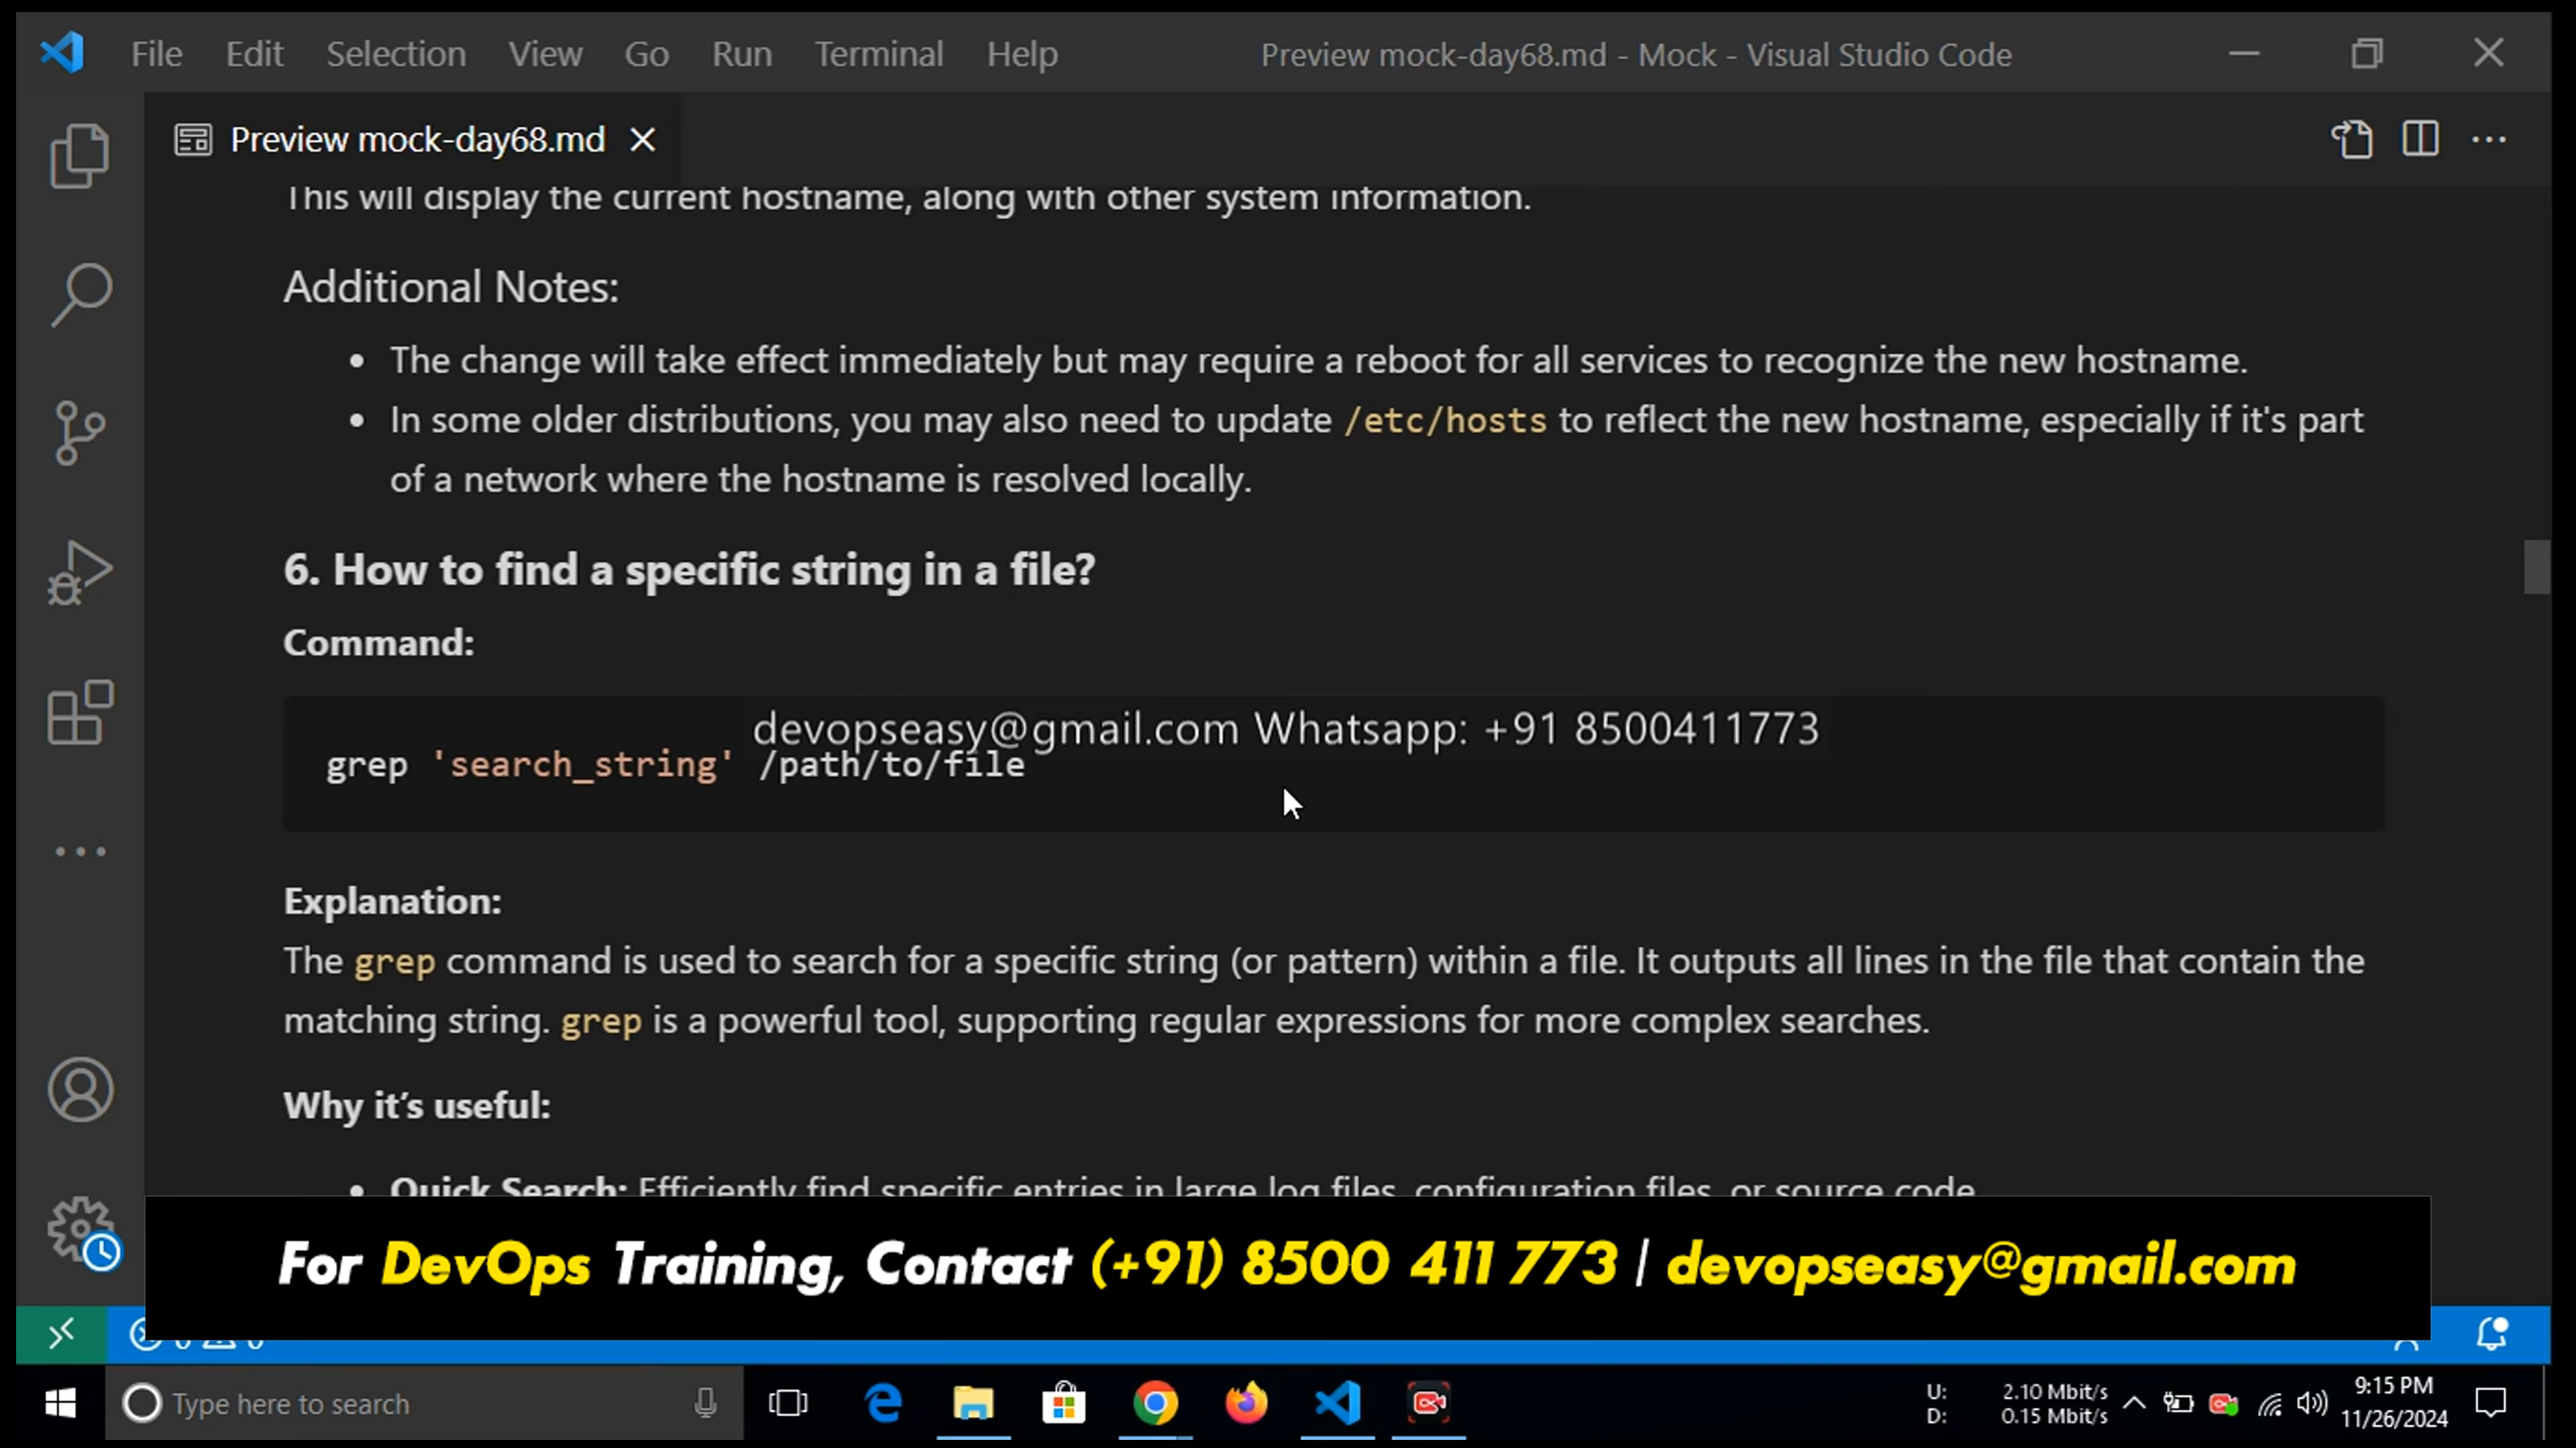 File Edit Selection View Go Run Terminal Help Preview mock-day68.md - Mock - Visual Studio Code
Preview mock-day68.md
This will display the current hostname, along with other system information.
Additional Notes:
• The change will take effect immediately but may require a reboot for all services to recognize the new hostname.
• In some older distributions, you may also need to update /etc/hosts to reflect the new hostname, especially if it's part
of a network where the hostname is resolved locally.
6. How to find a specific string in a file?
Command:
devopseasy@gmail.com Whatsapp: +91 8500411773
grep 'search_string' /path/to/file
Explanation:
The grep command is used to search for a specific string (or pattern) within a file. It outputs all lines in the file that contain the
matching string. grep is a powerful tool, supporting regular expressions for more complex searches.
Why it’s useful:
• Quick Search: Efficiently find specific entries in large log files, configuration files, or source code
For DevOps Training, Contact (+91) 8500 411 773 | devopseasy@gmail.com
Type here to search
U: 2.10 Mbit/s
D: 0.15 Mbit/s
9:15 PM
11/26/2024